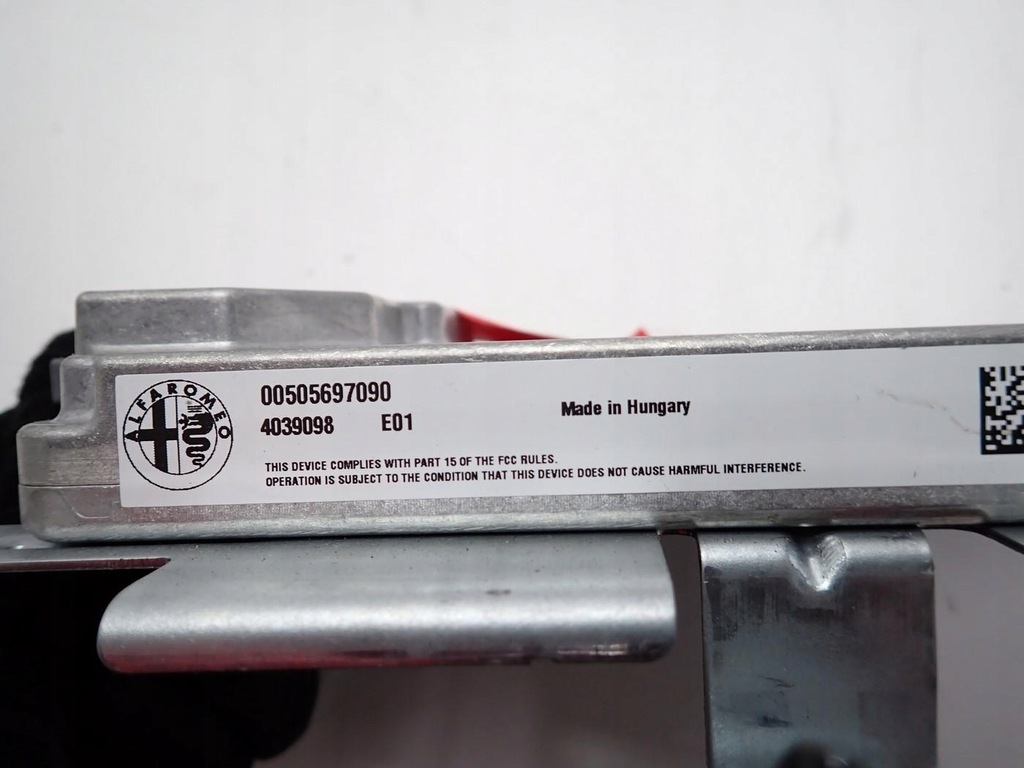 ALFA ROMEO
00505697090
4039098 E01
Made in Hungary
THIS DEVICE COMPLIES WITH PART 15 OF THE FCC RULES.
OPERATION IS SUBJECT TO THE CONDITION THAT THIS DEVICE DOES NOT CAUSE HARMFUL INTERFERENCE.